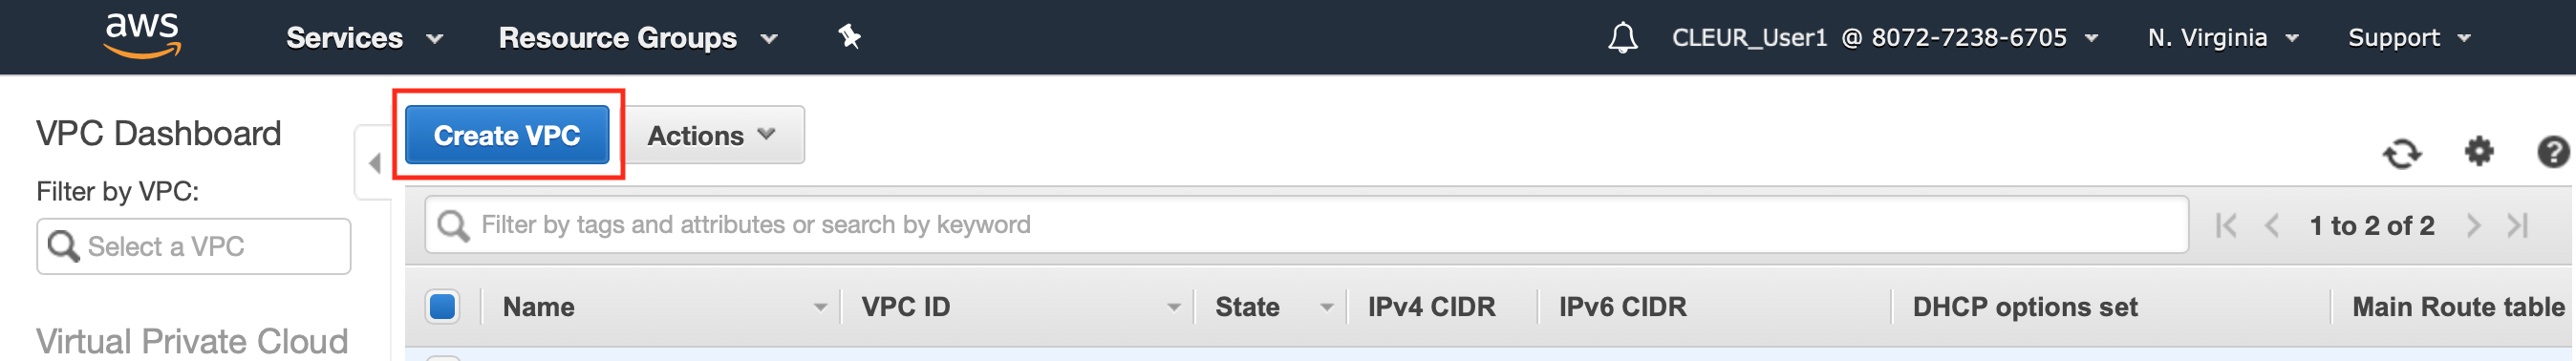 aws Services Resource Groups CLEUR_User1 @ 8072-7238-6705 N. Virginia Support
VPC Dashboard
Filter by VPC:
Select a VPC
Virtual Private Cloud
Create VPC Actions
Filter by tags and attributes or search by keyword 1 to 2 of 2
Name VPC ID State IPv4 CIDR IPv6 CIDR DHCP options set Main Route table